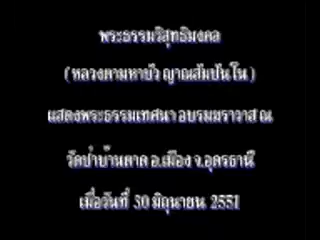 พระธรรมวิสุทธิมงคล
(หลวงตามหาบัว ญาณสัมปันโน)
แสดงพระธรรมเทศนา อบรมฆราวาส ณ
วัดป่าบ้านตาด อ.เมือง จ.อุดรธานี
เมื่อวันที่ 30 มิถุนายน 2551